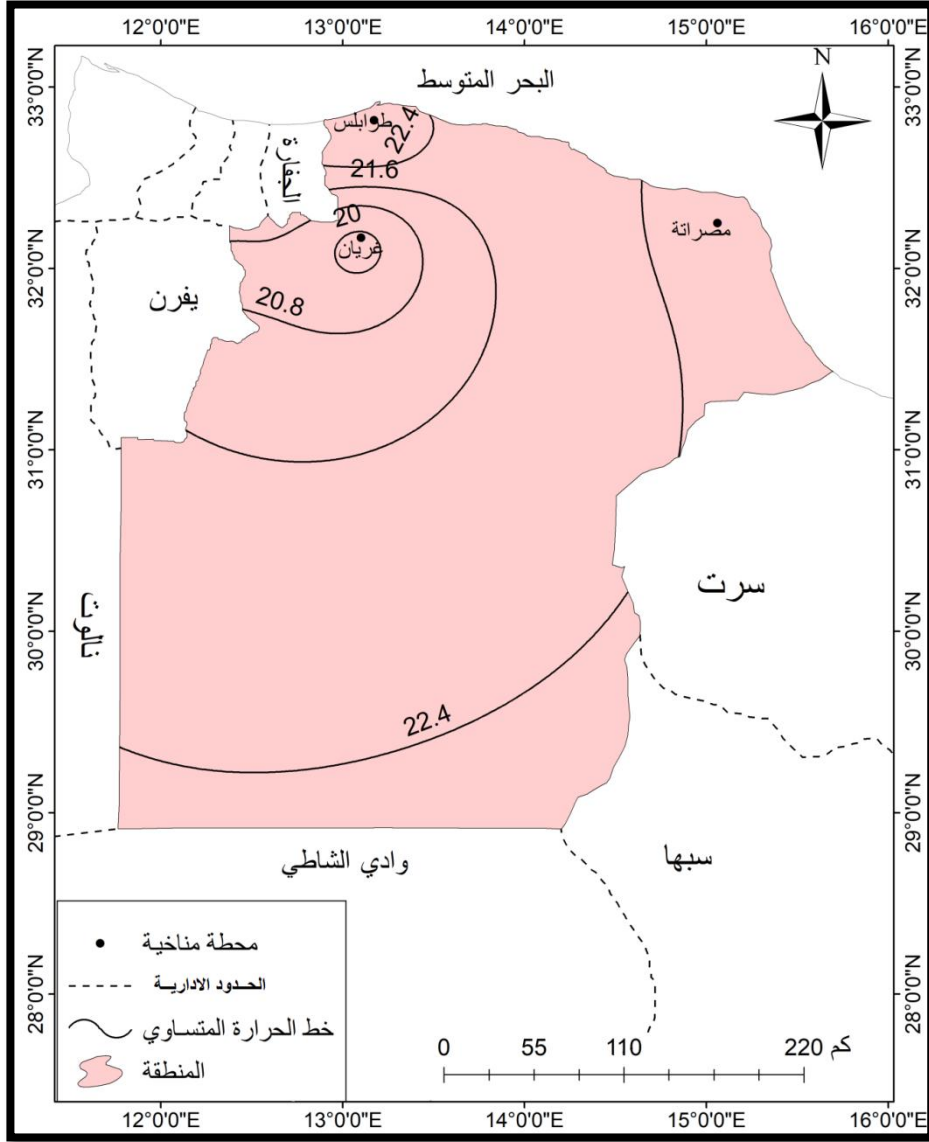 12°0'0"E 13°0'0"E 14°0'0"E 15°0'0"E 16°0'0"E
N
البحر المتوسط
33°0'0"N 33°0'0"N
طرابلس
22.4
الجفارة
21.6
20
مصراتة
غريان
32°0'0"N 32°0'0"N
يفرن
20.8
31°0'0"N 31°0'0"N
سرت
نالوت
30°0'0"N 30°0'0"N
22.4
29°0'0"N 29°0'0"N
وادي الشاطي
سبها
محطة مناخية
الحدود الادارية
28°0'0"N 28°0'0"N
خط الحرارة المتساوي
0 55 110 220 كم
المنطقة
12°0'0"E 13°0'0"E 14°0'0"E 15°0'0"E 16°0'0"E